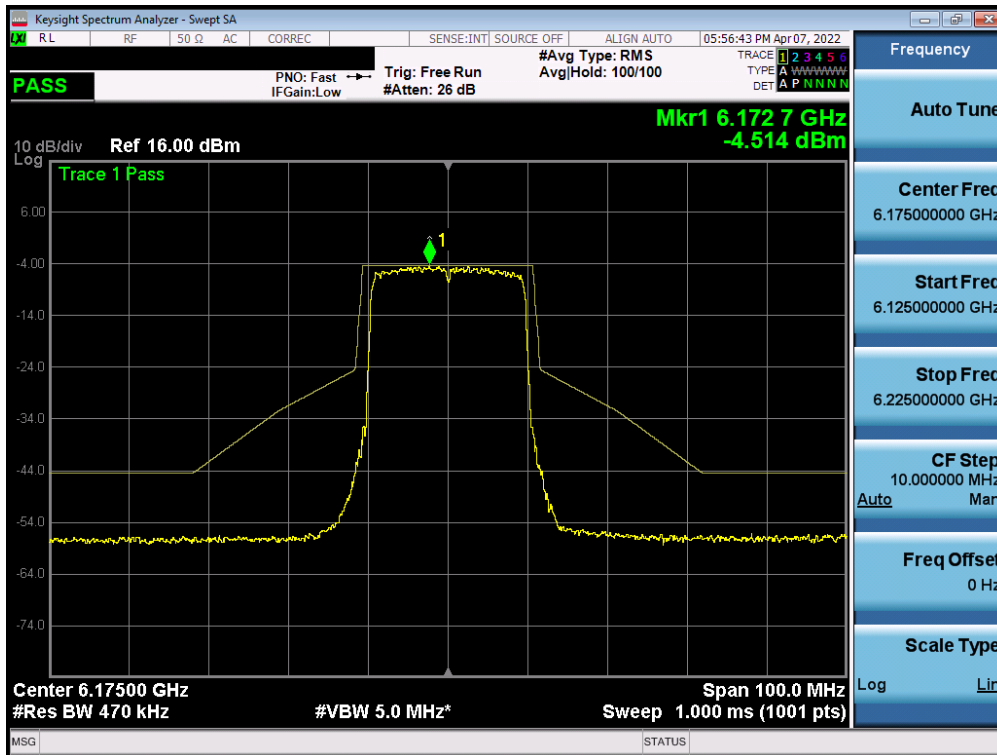 Keysight Spectrum Analyzer - Swept SA
LXI RL RF 50 Ω AC CORREC SENSE:INT SOURCE OFF ALIGN AUTO 05:56:43 PM Apr 07, 2022
PASS
PNO: Fast
IFGain:Low
Trig: Free Run
#Atten: 26 dB
#Avg Type: RMS
Avg|Hold: 100/100
TRACE 1 2 3 4 5 6
TYPE A WWWWW
DET A P N N N N
Mkr1 6.172 7 GHz
-4.514 dBm
10 dB/div Ref 16.00 dBm
Log
Trace 1 Pass
1
6.00
-4.00
-14.0
-24.0
-34.0
-44.0
-54.0
-64.0
-74.0
Center 6.17500 GHz Span 100.0 MHz
#Res BW 470 kHz #VBW 5.0 MHz* Sweep 1.000 ms (1001 pts)
MSG STATUS
Frequency
Auto Tune
Center Freq
6.175000000 GHz
Start Freq
6.125000000 GHz
Stop Freq
6.225000000 GHz
CF Step
10.000000 MHz
Auto Man
Freq Offset
0 Hz
Scale Type
Log Lin